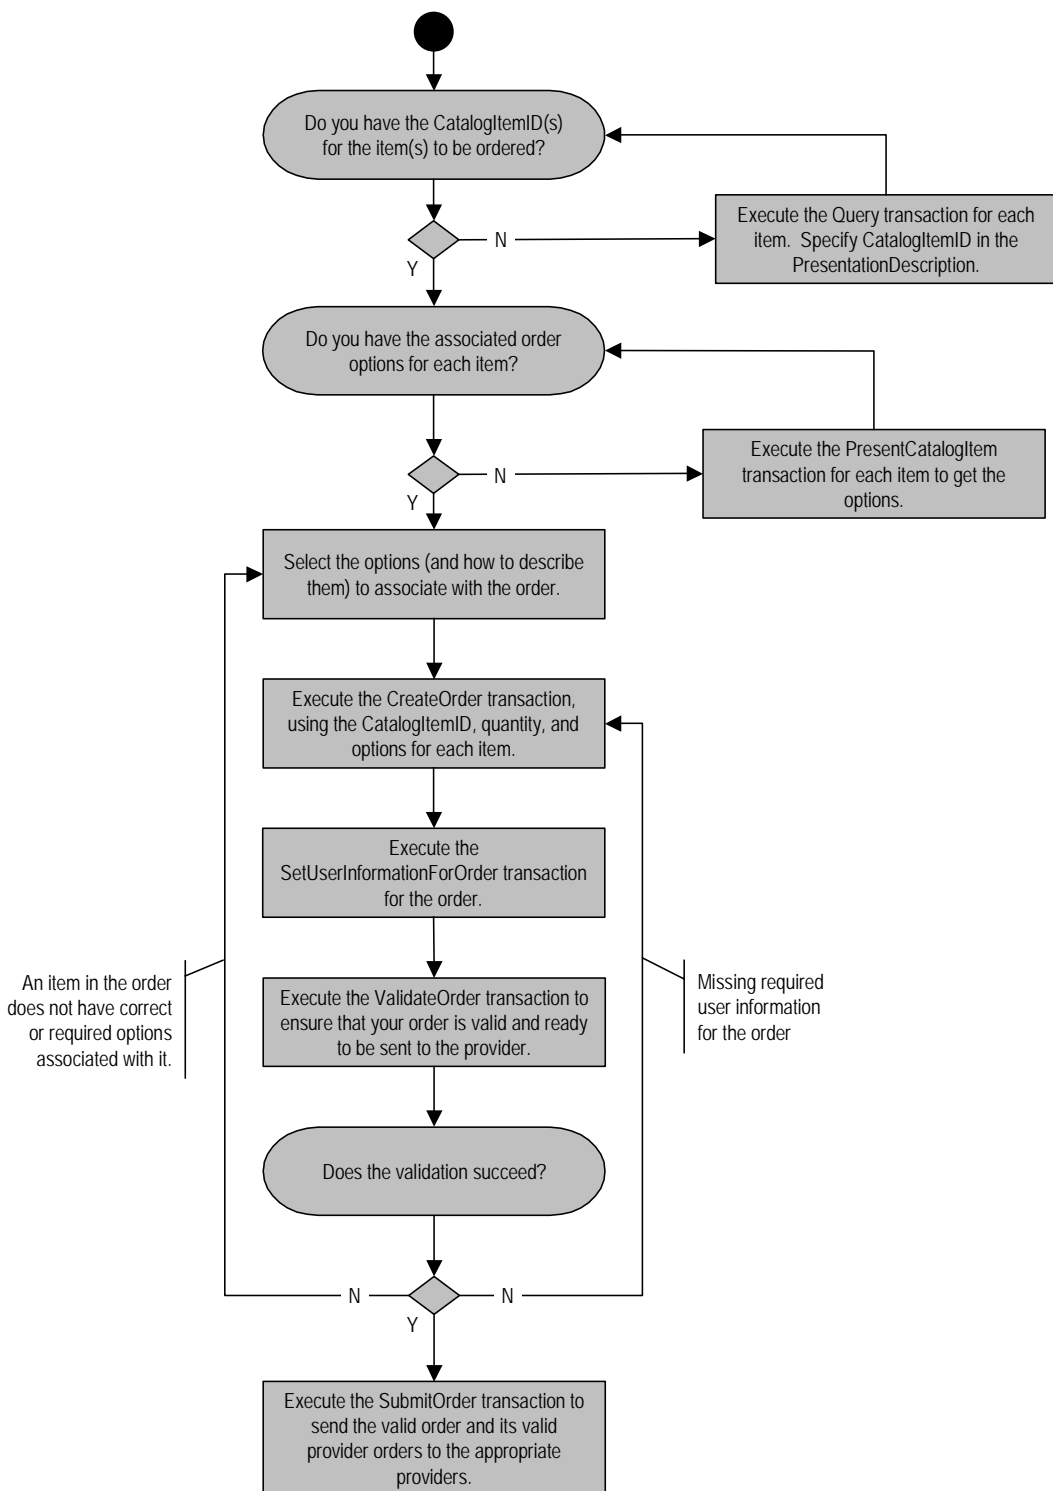 Do you have the CatalogItemID(s)
for the item(s) to be ordered?
N
Execute the Query transaction for each
item.  Specify CatalogItemID in the
PresentationDescription.
Y
Do you have the associated order
options for each item?
N
Execute the PresentCatalogItem
transaction for each item to get the
options.
Y
Select the options (and how to describe
them) to associate with the order.
Execute the CreateOrder transaction,
using the CatalogItemID, quantity, and
options for each item.
Execute the
SetUserInformationForOrder transaction
for the order.
An item in the order
does not have correct
or required options
associated with it.
Execute the ValidateOrder transaction to
ensure that your order is valid and ready
to be sent to the provider.
Missing required
user information
for the order
Does the validation succeed?
N
N
Y
Execute the SubmitOrder transaction to
send the valid order and its valid
provider orders to the appropriate
providers.